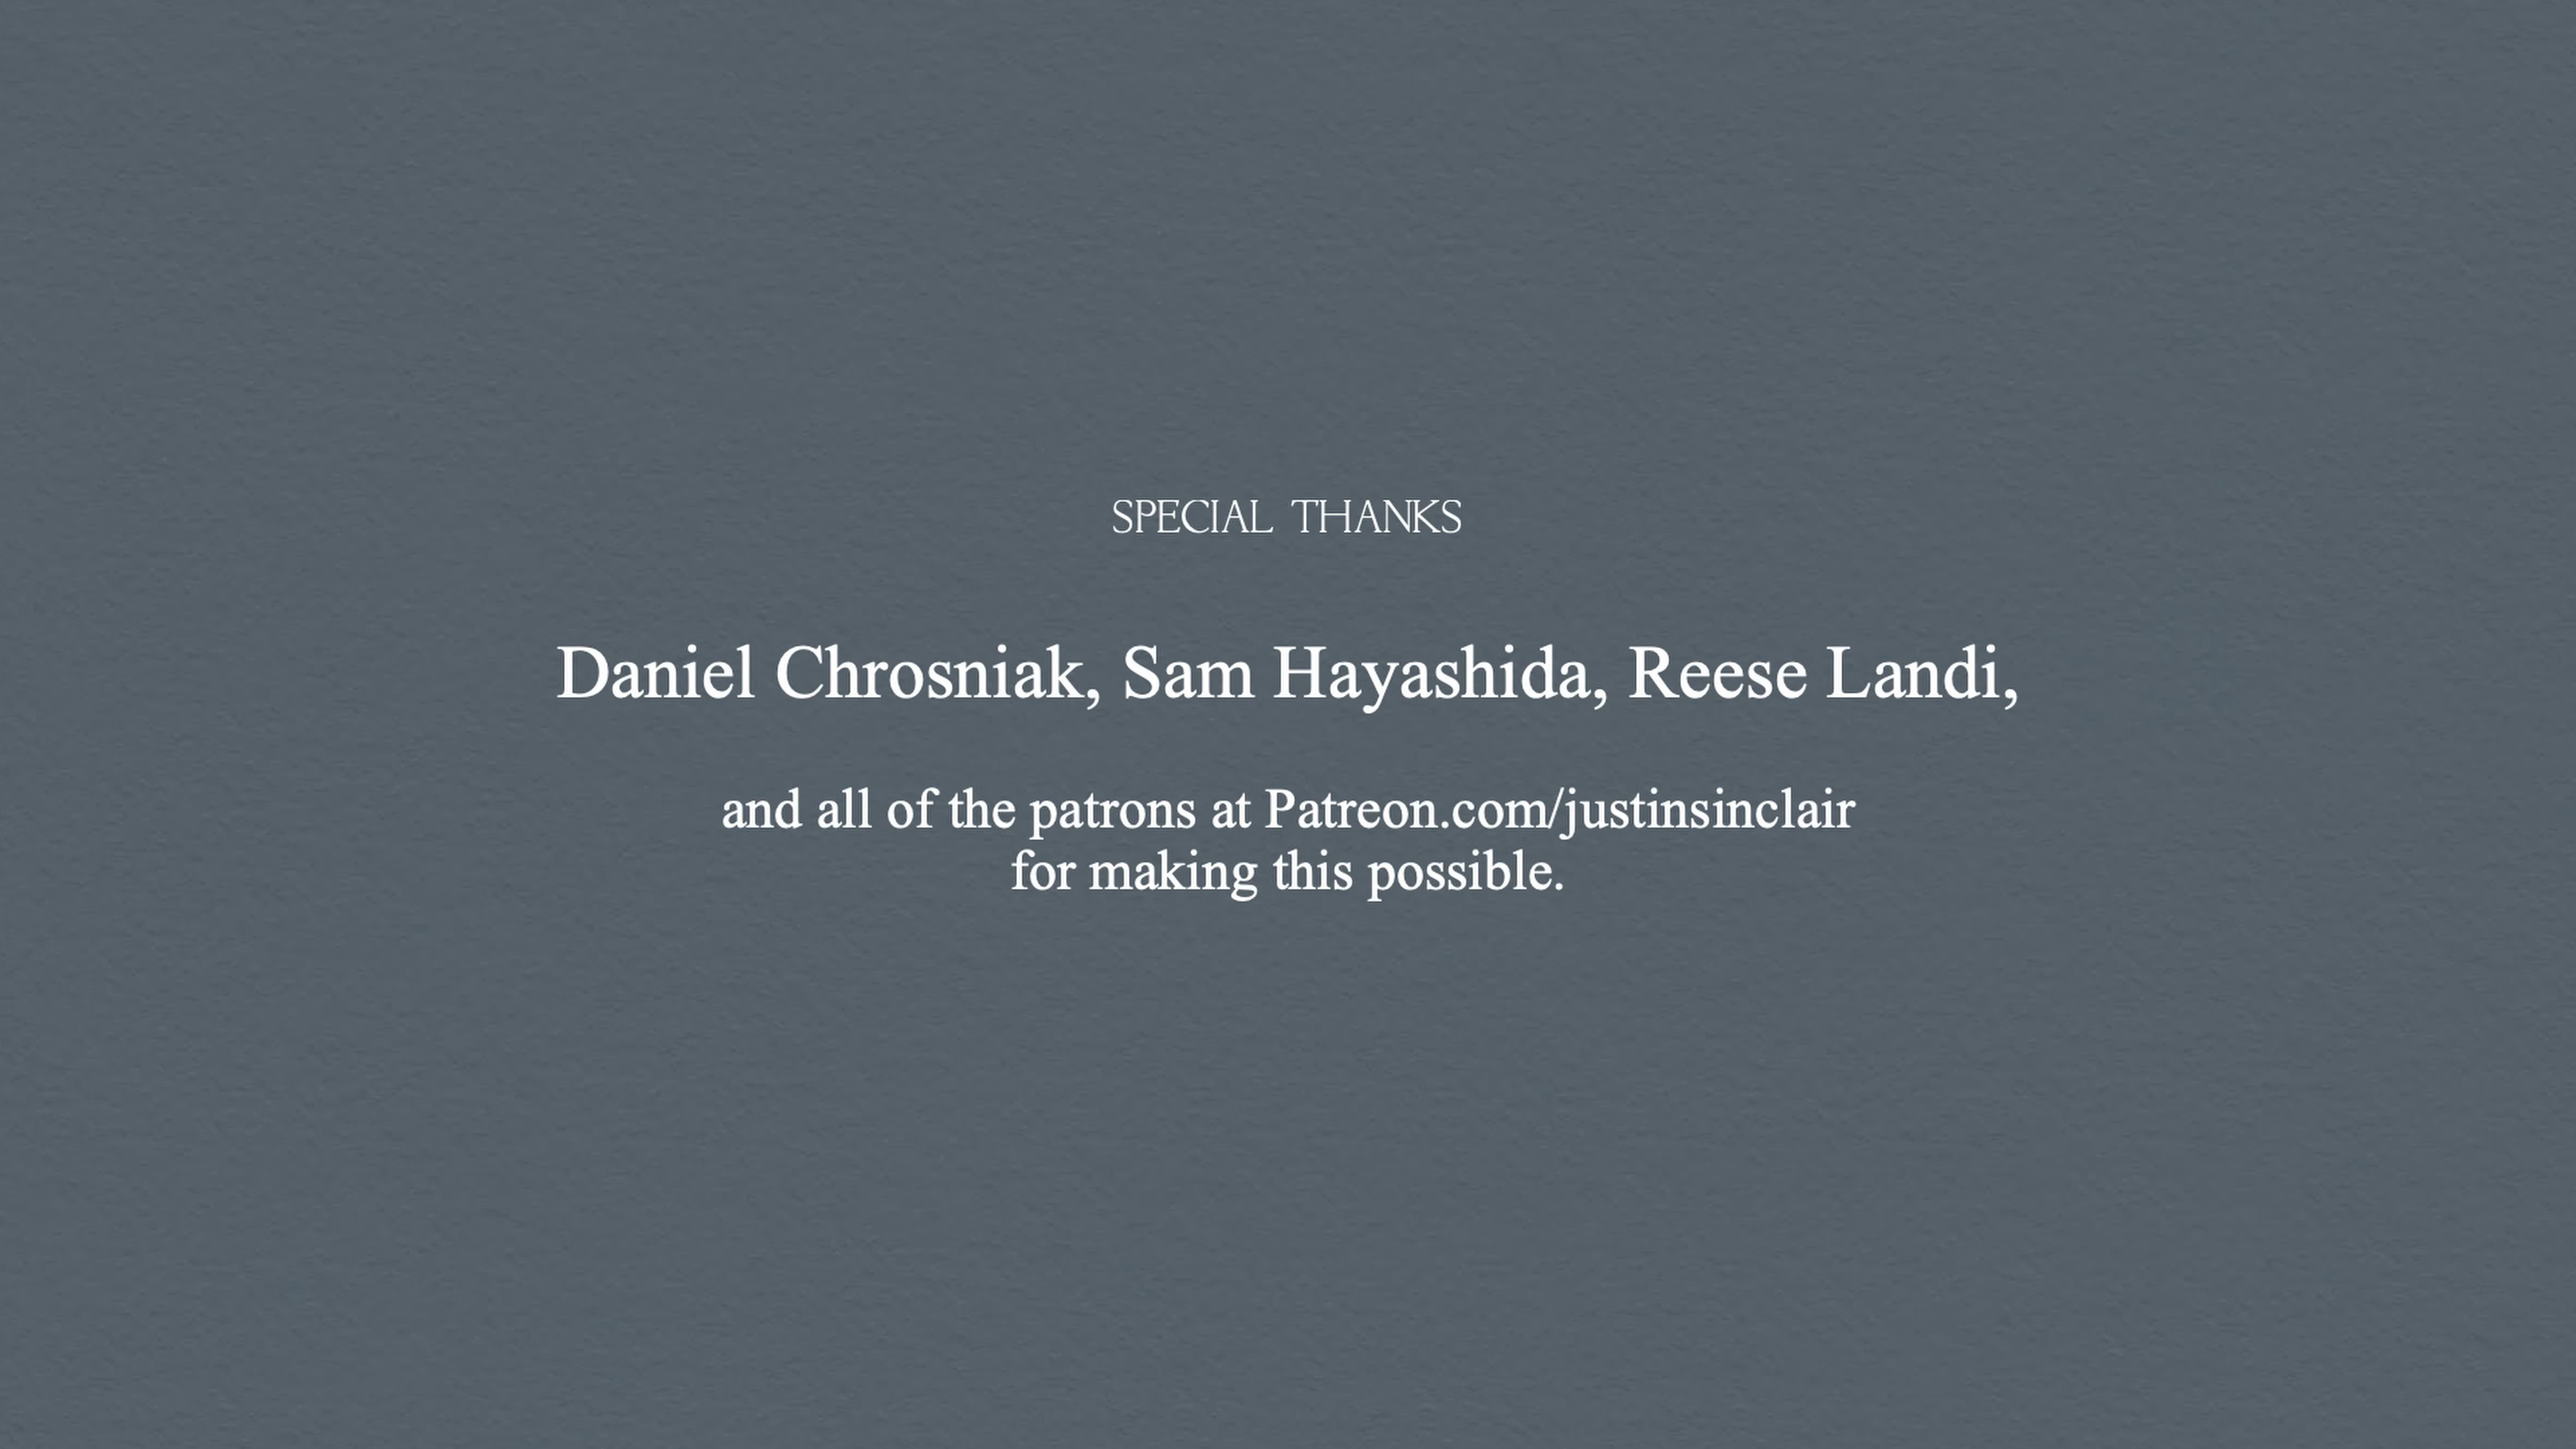 SPECIAL THANKS
Daniel Chrosniak, Sam Hayashida, Reese Landi,
and all of the patrons at Patreon.com/justinsinclair
for making this possible.